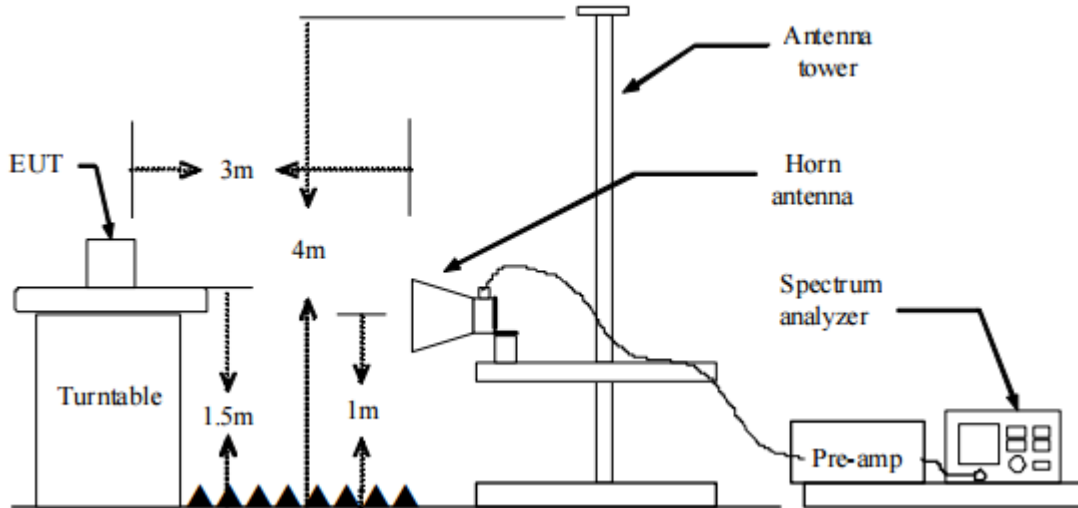 Antenna
tower
EUT
3m
Horn
antenna
4m
Spectrum
analyzer
Turntable
1.5m
1m
Pre-amp